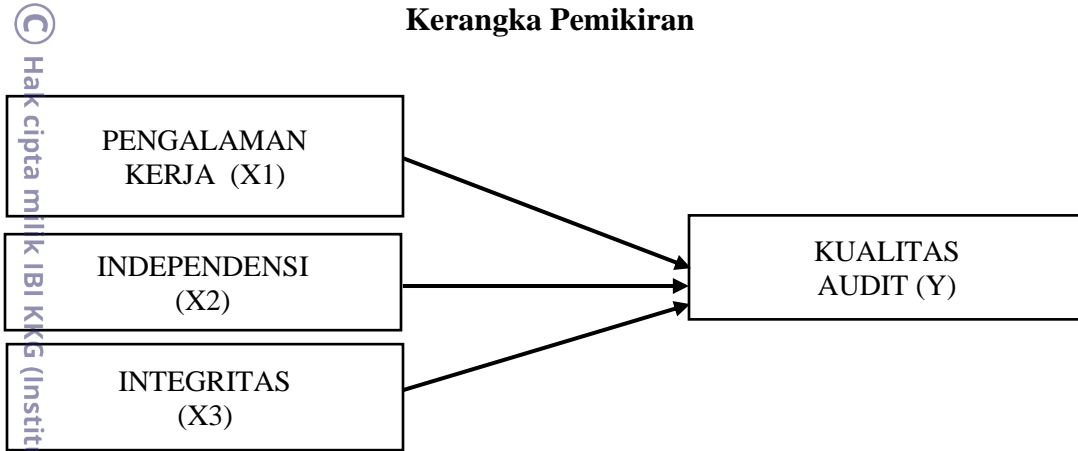 Kerangka Pemikiran
PENGALAMAN
KERJA (X1)
INDEPENDENSI
(X2)
INTEGRITAS
(X3)
KUALITAS
AUDIT (Y)
© Hak cipta milik IBI KKG (Instit